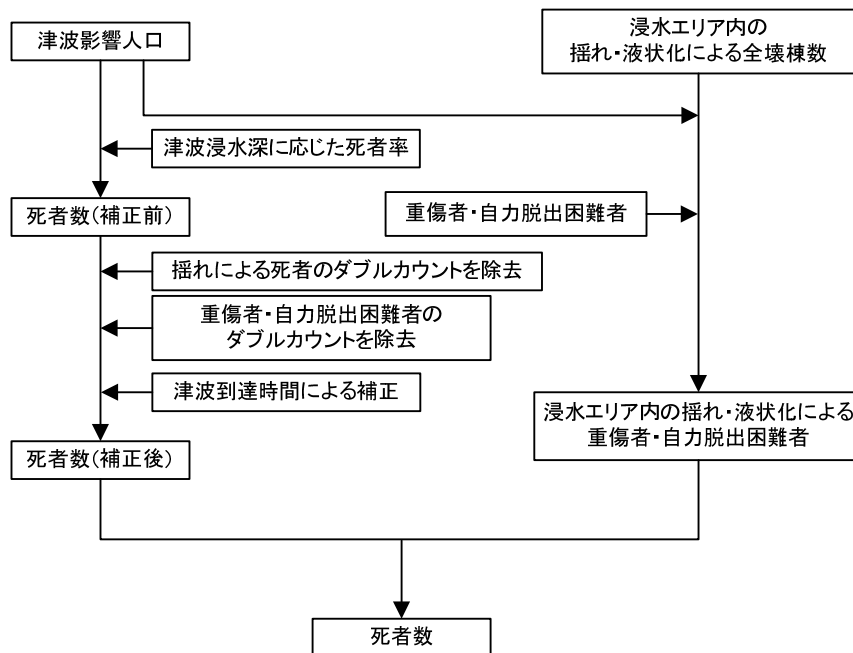 津波影響人口
浸水エリア内の
揺れ・液状化による全壊棟数
津波浸水深に応じた死者率
死者数(補正前)
重傷者・自力脱出困難者
揺れによる死者のダブルカウントを除去
重傷者・自力脱出困難者の
ダブルカウントを除去
津波到達時間による補正
浸水エリア内の揺れ・液状化による
重傷者・自力脱出困難者
死者数(補正後)
死者数